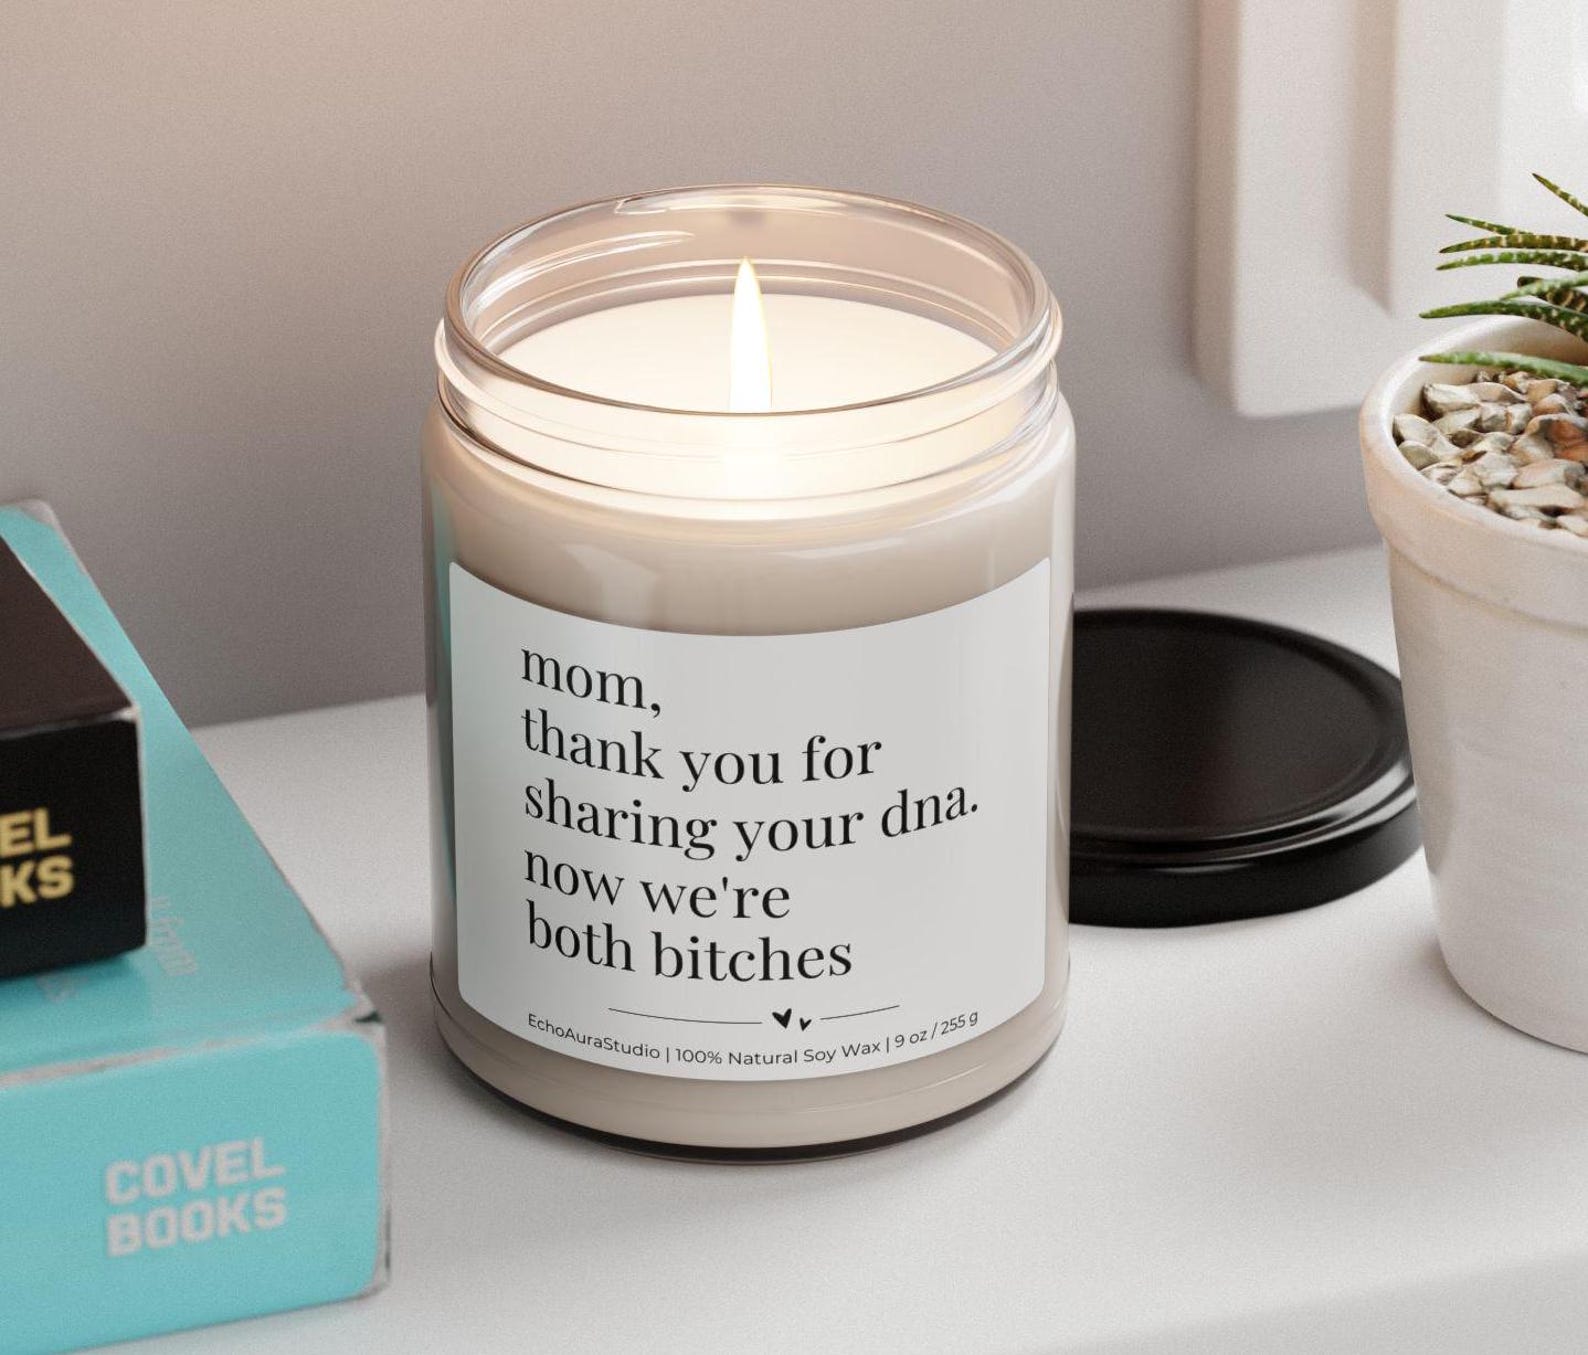 mom,
thank you for
sharing your dna.
now we're
both bitches
EchoAuraStudio | 100% Natural Soy Wax | 9 oz / 255 g
EL
KS
COVEL
BOOKS